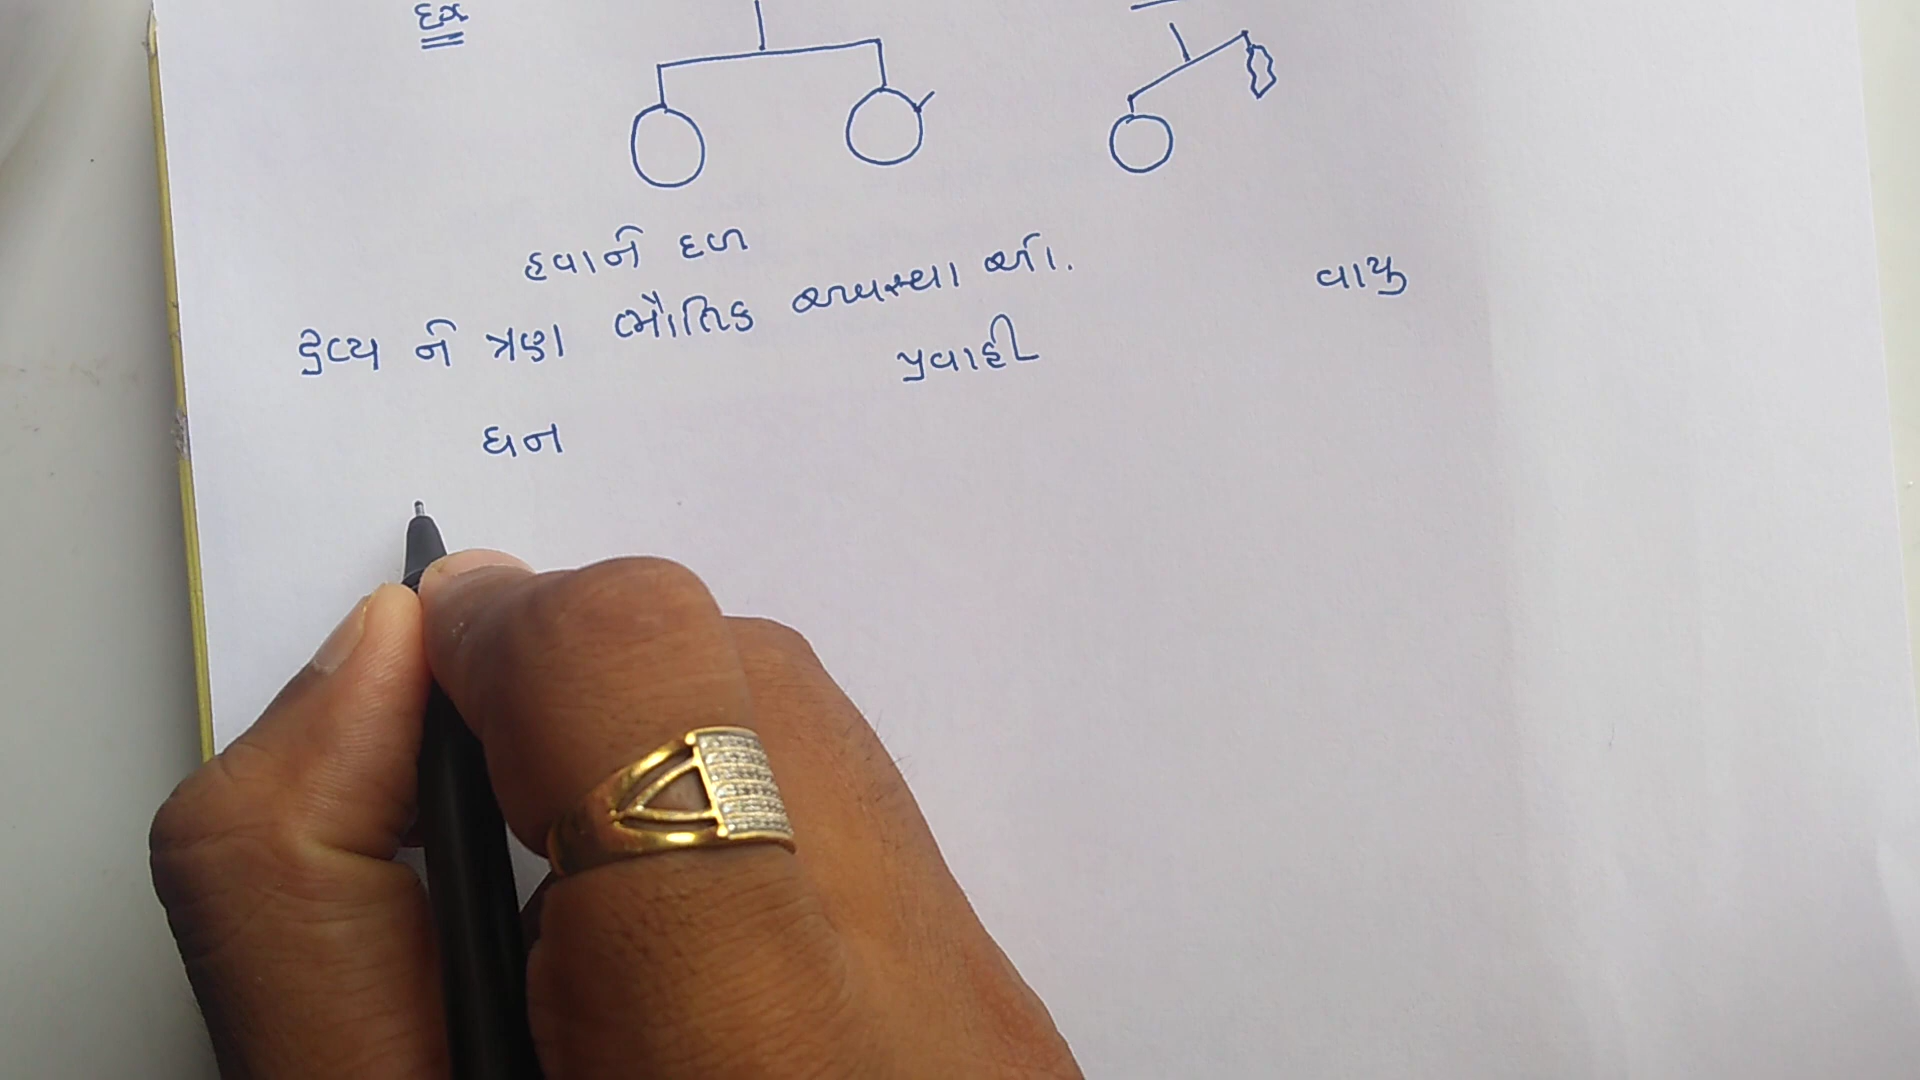 હવાને દળ
દ્રવ્ય ને ત્રણ ભૌતિક અવસ્થા
પ્રવાહી
વાયુ
ઘન